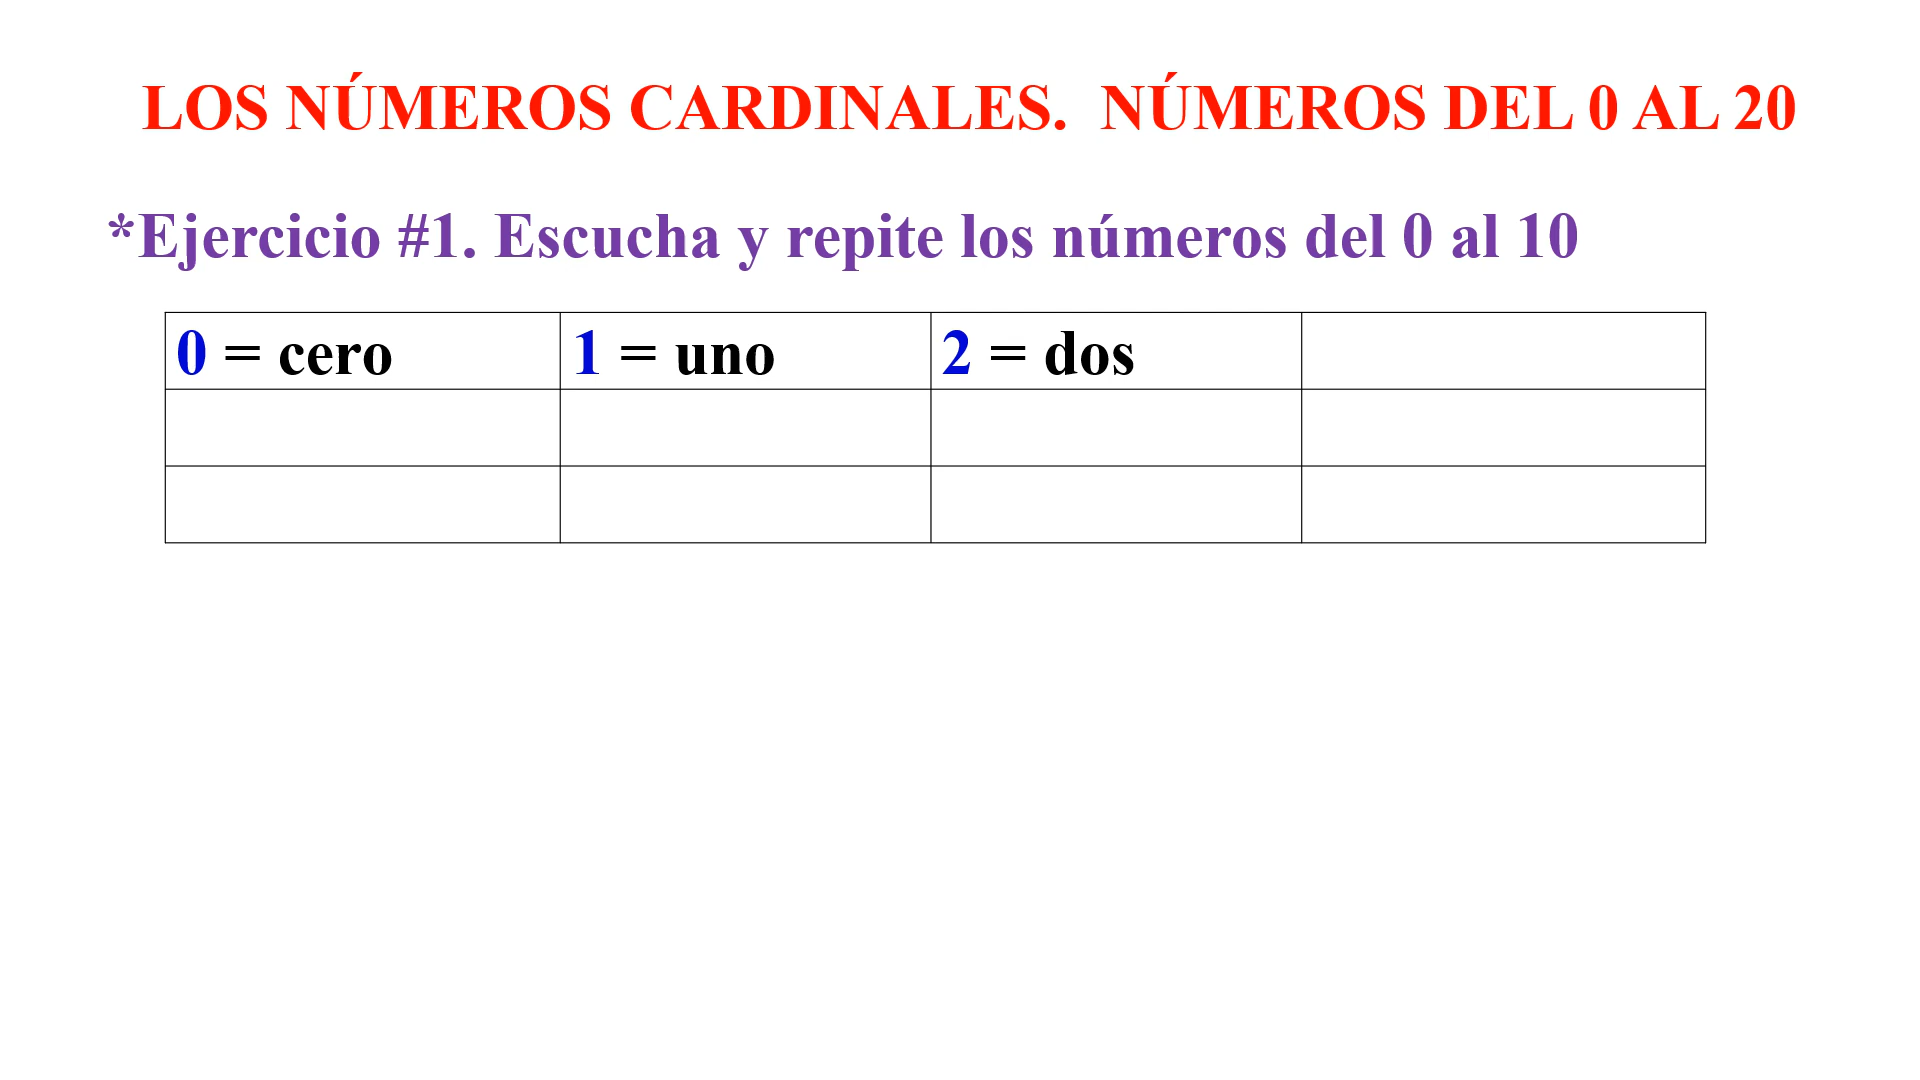 LOS NÚMEROS CARDINALES.  NÚMEROS DEL 0 AL 20
*Ejercicio #1. Escucha y repite los números del 0 al 10
0 = cero 1 = uno 2 = dos